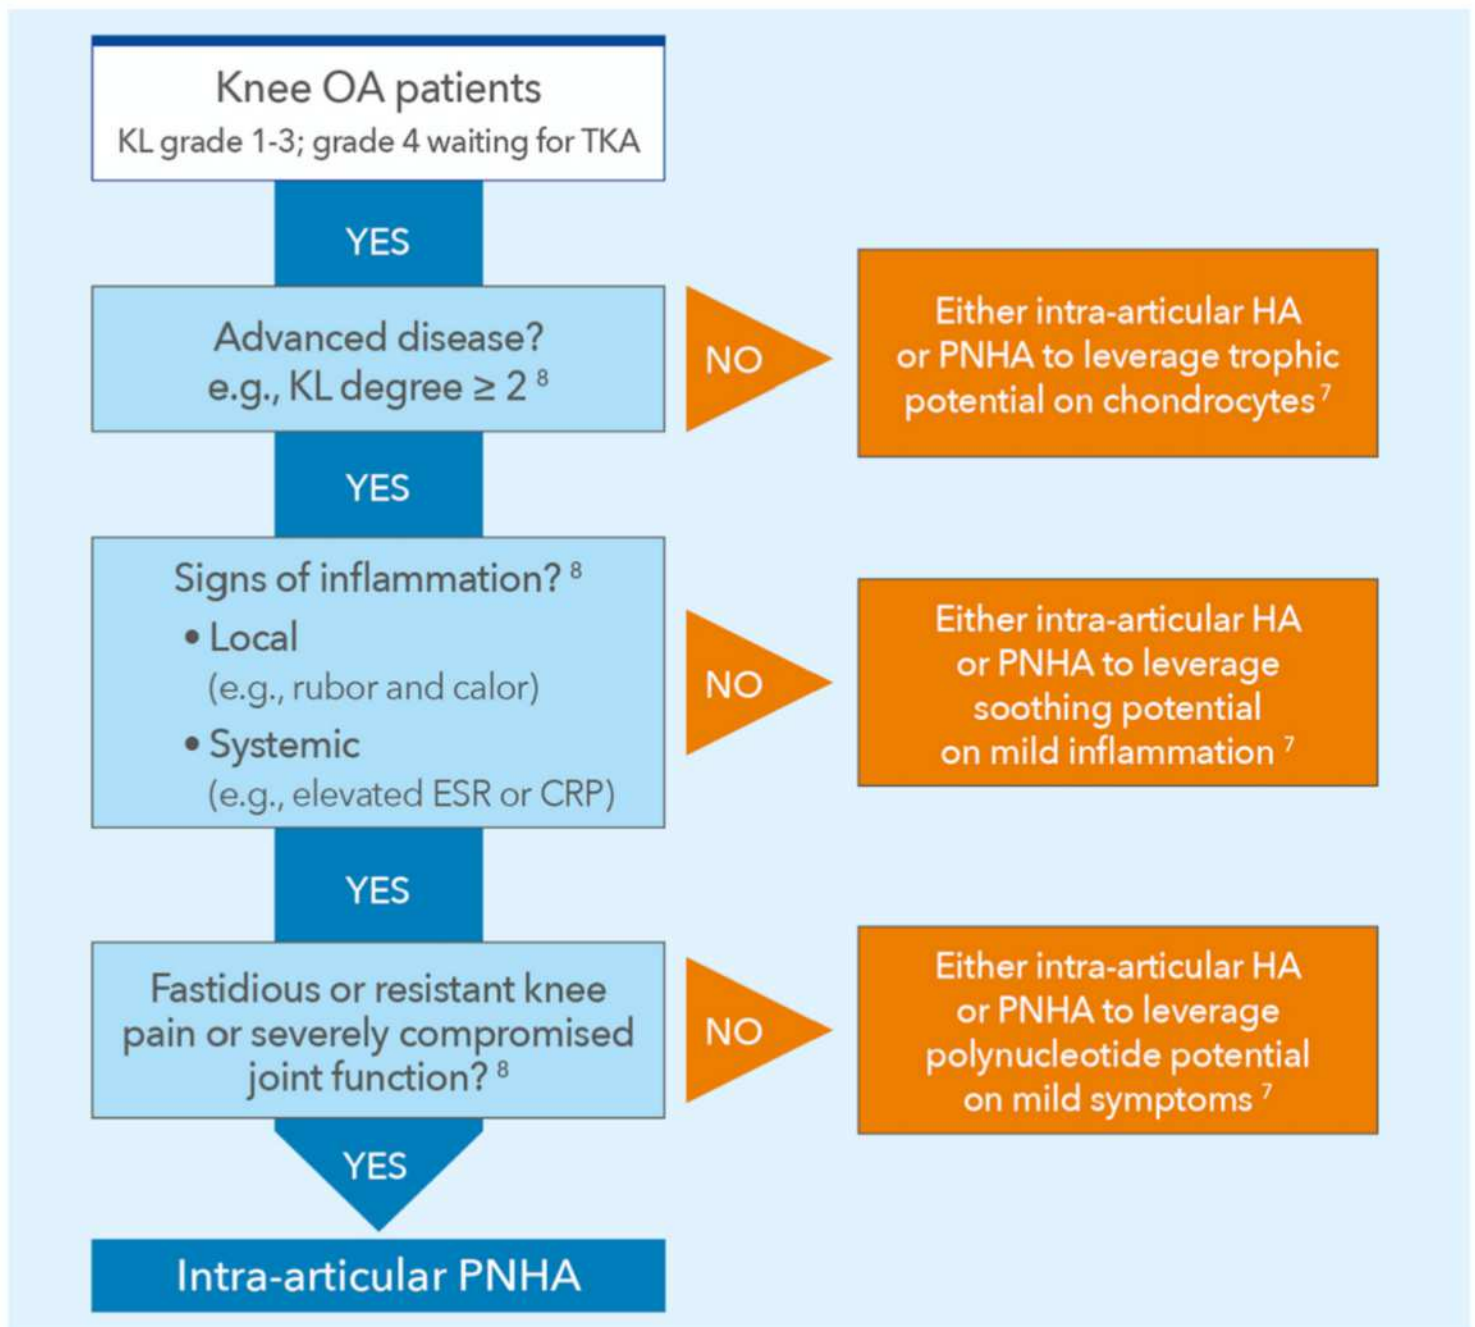 Knee OA patients
KL grade 1-3; grade 4 waiting for TKA
YES
Advanced disease?
e.g., KL degree ≥ 2 8
NO
Either intra-articular HA
or PNHA to leverage trophic
potential on chondrocytes 7
YES
Signs of inflammation? 8
• Local
(e.g., rubor and calor)
• Systemic
(e.g., elevated ESR or CRP)
NO
Either intra-articular HA
or PNHA to leverage
soothing potential
on mild inflammation 7
YES
Fastidious or resistant knee
pain or severely compromised
joint function? 8
NO
Either intra-articular HA
or PNHA to leverage
polynucleotide potential
on mild symptoms 7
YES
Intra-articular PNHA